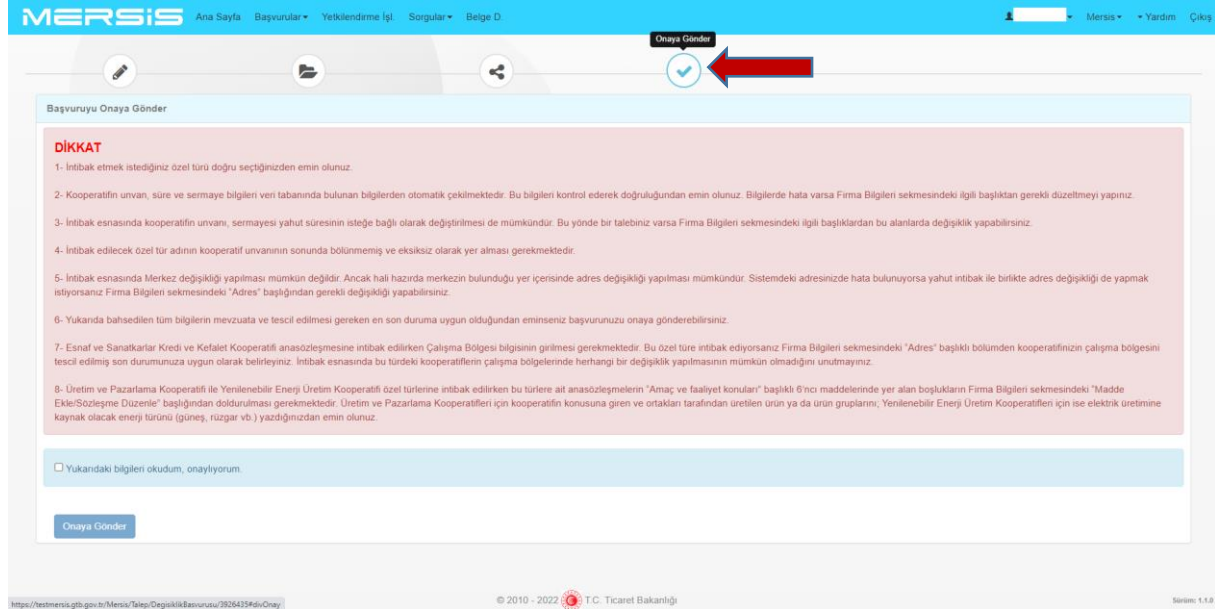 MERSiS Ana Sayfa Başvurular Yetkilendirme İşl. Sorgular Belge D. Mersis Yardım Çıkış
Onaya Gönder
Başvuruyu Onaya Gönder
DİKKAT
1- İntibak etmek istediğiniz özel türü doğru seçtiğinizden emin olunuz.
2- Kooperatifin unvan, süre ve sermaye bilgileri veri tabanında bulunan bilgilerden otomatik çekilmektedir. Bu bilgileri kontrol ederek doğruluğundan emin olunuz. Bilgilerde hata varsa Firma Bilgileri sekmesindeki ilgili başlıktan gerekli düzeltmeyi yapınız.
3- İntibak esnasında kooperatifin unvanı, sermayesi yahut süresinin isteğe bağlı olarak değiştirilmesi de mümkündür. Bu yönde bir talebiniz varsa Firma Bilgileri sekmesindeki ilgili başlıklardan bu alanlarda değişiklik yapabilirsiniz.
4- İntibak edilecek özel tür adının kooperatif unvanının sonunda bölünmemiş ve eksiksiz olarak yer alması gerekmektedir.
5- İntibak esnasında Merkez değişikliği yapılması mümkün değildir. Ancak hali hazırda merkezin bulunduğu yer içerisinde adres değişikliği yapılması mümkündür. Sistemdeki adresinizde hata bulunuyorsa yahut intibak ile birlikte adres değişikliği de yapmak
istiyorsanız Firma Bilgileri sekmesindeki "Adres" başlığından gerekli değişikliği yapabilirsiniz.
6- Yukarıda bahsedilen tüm bilgilerin mevzuata ve tescil edilmesi gereken en son duruma uygun olduğundan eminseniz başvurunuzu onaya gönderebilirsiniz.
7- Esnaf ve Sanatkarlar Kredi ve Kefalet Kooperatifi anasözleşmesine intibak edilirken Çalışma Bölgesi bilgisinin girilmesi gerekmektedir. Bu özel türe intibak ediyorsanız Firma Bilgileri sekmesindeki "Adres" başlıklı bölümden kooperatifinizin çalışma bölgesini
tescil edilmiş son durumunuza uygun olarak belirleyiniz. İntibak esnasında bu türdeki kooperatiflerin çalışma bölgelerinde herhangi bir değişiklik yapılmasının mümkün olmadığını unutmayınız.
8- Üretim ve Pazarlama Kooperatifi ile Yenilenebilir Enerji Üretim Kooperatifi özel türlerine intibak edilirken bu türlere ait anasözleşmelerin "Amaç ve faaliyet konuları" başlıklı 6'ncı maddelerinde yer alan boşlukların Firma Bilgileri sekmesindeki "Madde
Ekle/Sözleşme Düzenle" başlığından doldurulması gerekmektedir. Üretim ve Pazarlama Kooperatifleri için kooperatifin konusuna giren ve ortakları tarafından üretilen ürün ya da ürün gruplarını; Yenilenebilir Enerji Üretim Kooperatifleri için ise elektrik üretimine
kaynak olacak enerji türünü (güneş, rüzgar vb.) yazdığınızdan emin olunuz.
Yukarıdaki bilgileri okudum, onaylıyorum.
Onaya Gönder
https://testmersis.gtb.gov.tr/Mersis/Talep/DegisiklikBasvurusu/3926435#divOnay © 2010 - 2022 T.C. Ticaret Bakanlığı Sürüm: 1.1.0